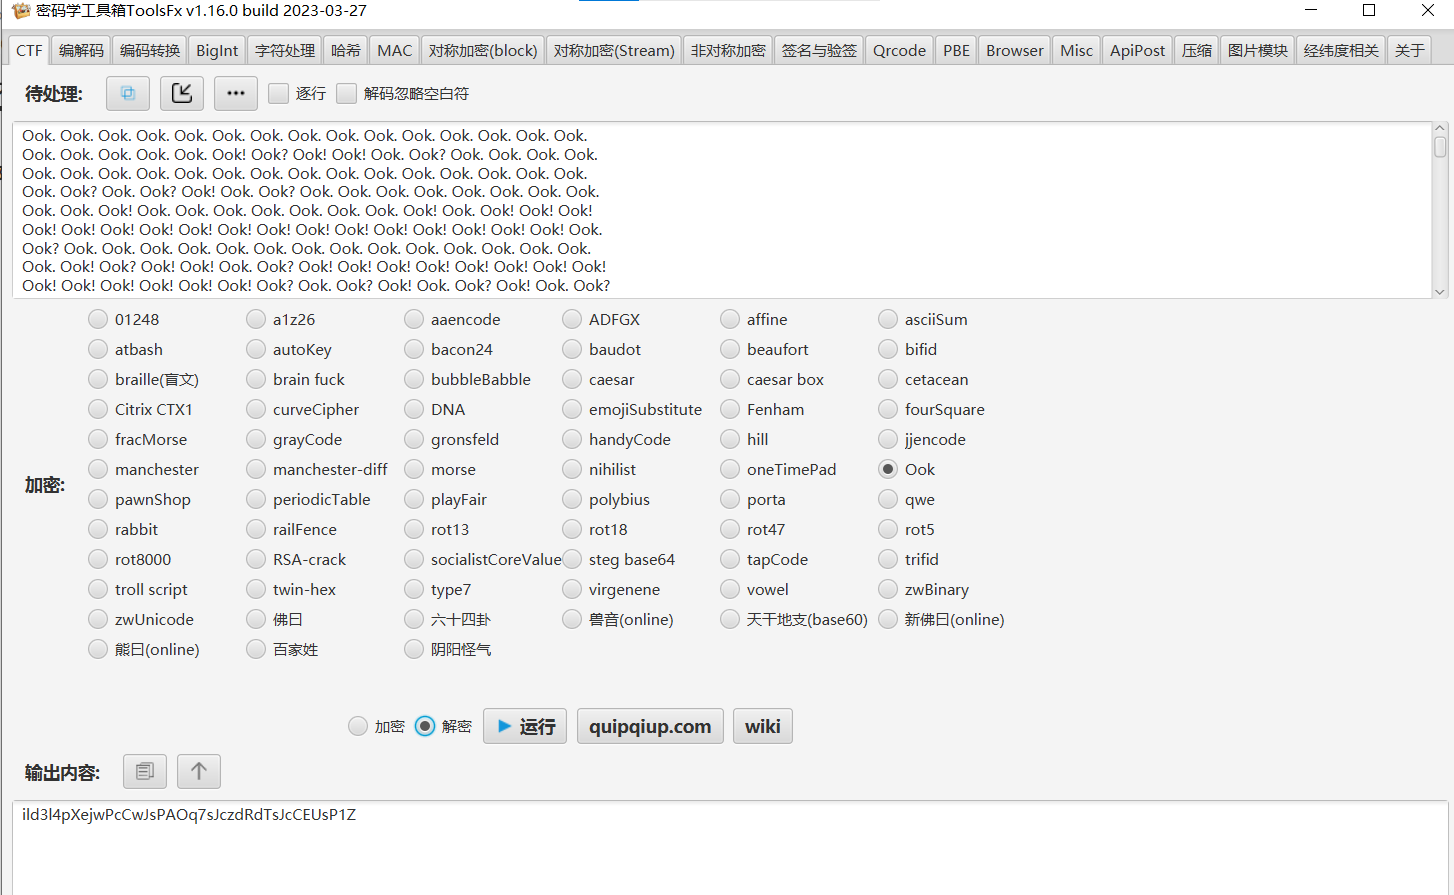 密码学工具箱ToolsFx v1.16.0 build 2023-03-27
CTF 编解码 编码转换 BigInt 字符处理 哈希 MAC 对称加密(block) 对称加密(Stream) 非对称加密 签名与验签 Qrcode PBE Browser Misc ApiPost 压缩 图片模块 经纬度相关 关于
待处理: 逐行 解码忽略空白符
Ook. Ook. Ook. Ook. Ook. Ook. Ook. Ook. Ook. Ook. Ook. Ook. Ook. Ook. Ook.
Ook. Ook. Ook. Ook. Ook. Ook! Ook? Ook! Ook! Ook. Ook? Ook. Ook. Ook. Ook.
Ook. Ook. Ook. Ook. Ook. Ook. Ook. Ook. Ook. Ook. Ook. Ook. Ook. Ook. Ook.
Ook. Ook? Ook. Ook? Ook! Ook. Ook? Ook. Ook. Ook. Ook. Ook. Ook. Ook. Ook.
Ook. Ook. Ook! Ook. Ook. Ook. Ook. Ook. Ook. Ook. Ook! Ook. Ook! Ook! Ook!
Ook! Ook! Ook! Ook! Ook! Ook! Ook! Ook! Ook! Ook! Ook! Ook! Ook! Ook! Ook.
Ook? Ook. Ook. Ook. Ook. Ook. Ook. Ook. Ook. Ook. Ook. Ook. Ook. Ook. Ook.
Ook. Ook! Ook? Ook! Ook! Ook. Ook? Ook! Ook! Ook! Ook! Ook! Ook! Ook! Ook!
Ook! Ook! Ook! Ook! Ook! Ook! Ook? Ook. Ook? Ook! Ook. Ook? Ook! Ook. Ook?
01248 a1z26 aaencode ADFGX affine asciiSum
atbash autoKey bacon24 baudot beaufort bifid
braille(盲文) brain fuck bubbleBabble caesar caesar box cetacean
Citrix CTX1 curveCipher DNA emojiSubstitute Fenham fourSquare
fracMorse grayCode gronsfeld handyCode hill jjencode
manchester manchester-diff morse nihilist oneTimePad Ook
加密:
pawnShop periodicTable playFair polybius porta qwe
rabbit railFence rot13 rot18 rot47 rot5
rot8000 RSA-crack socialistCoreValue steg base64 tapCode trifid
troll script twin-hex type7 virgenene vowel zwBinary
zwUnicode 佛曰 六十四卦 兽音(online) 天干地支(base60) 新佛曰(online)
熊曰(online) 百家姓 阴阳怪气
加密 解密 运行 quipqiup.com wiki
输出内容:
ild3l4pXejwPcCwJsPAOq7sJczdRdTsJcCEUsP1Z